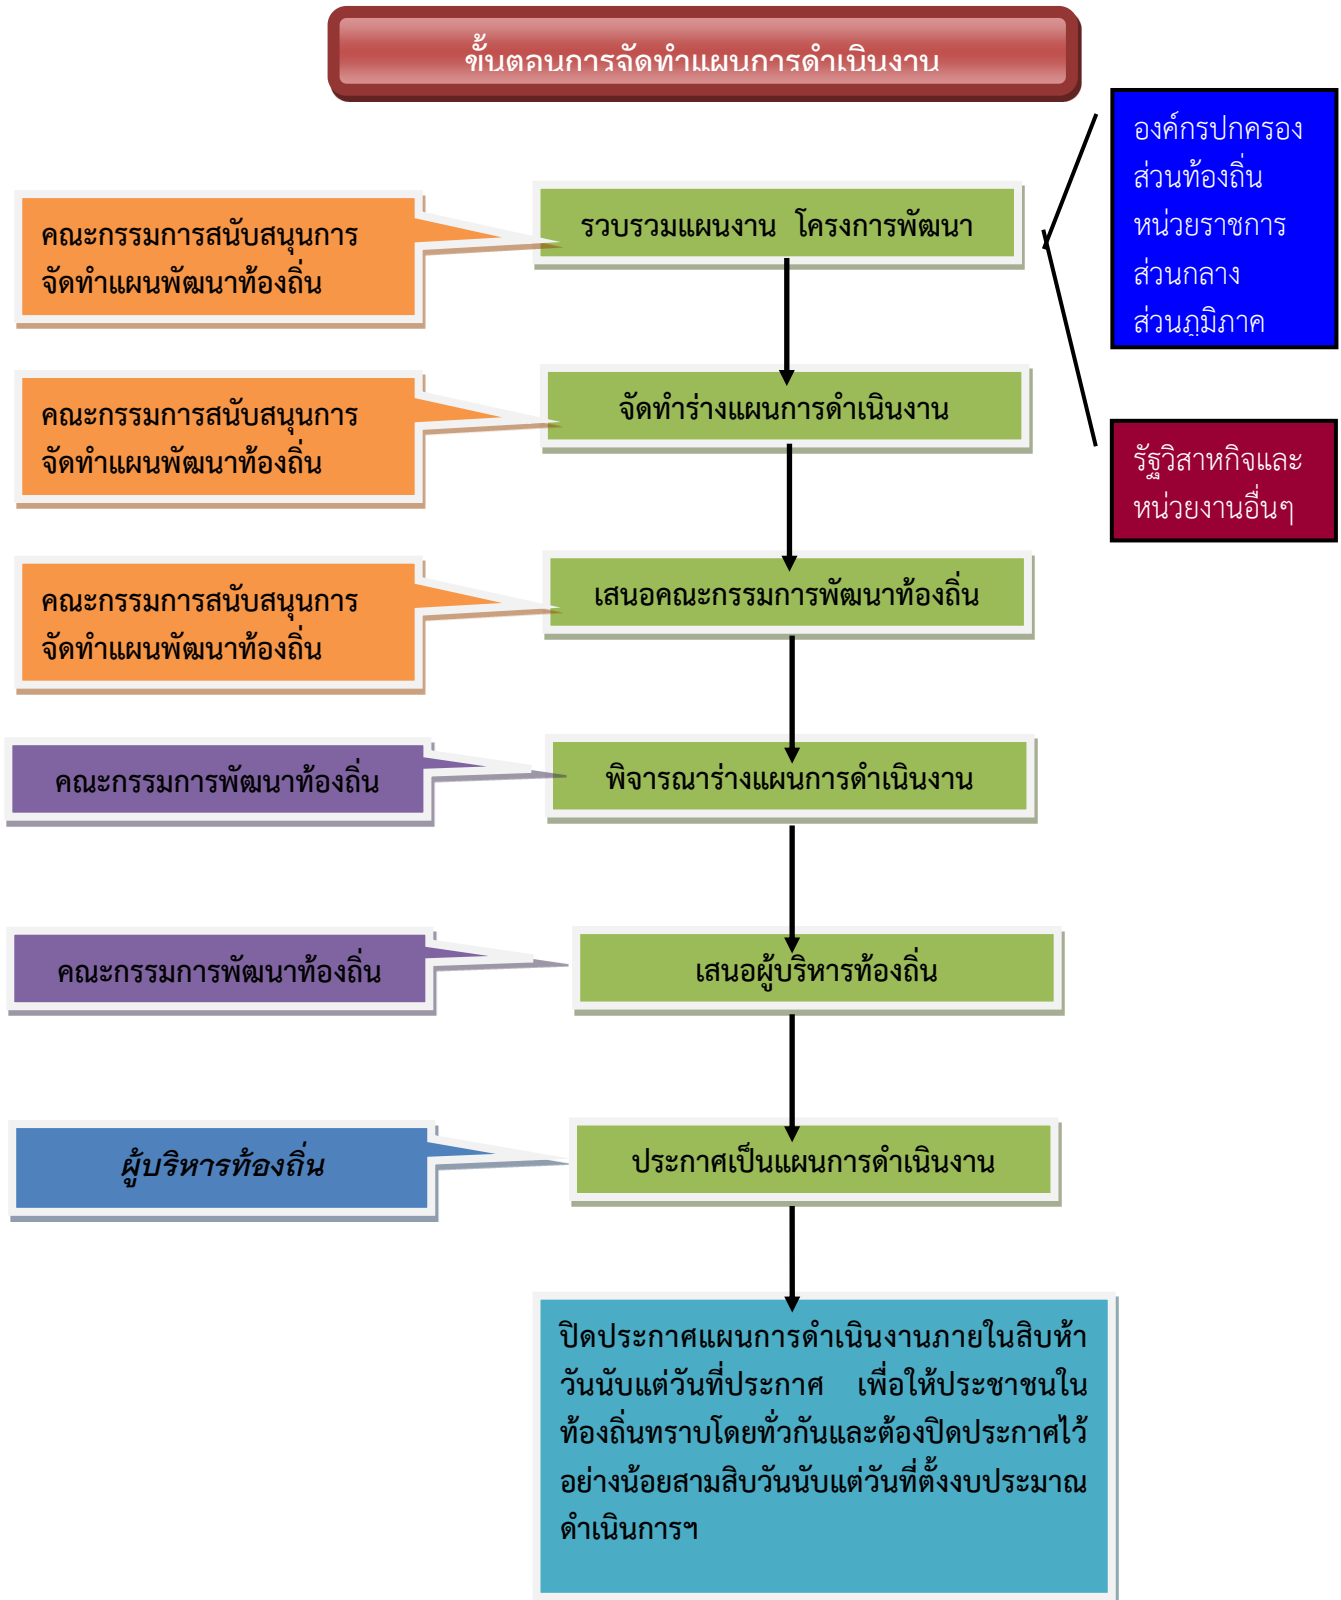 ขั้นตอนการจัดทำแผนการดำเนินงาน
องค์กรปกครอง
ส่วนท้องถิ่น
หน่วยราชการ
ส่วนกลาง
ส่วนภูมิภาค
คณะกรรมการสนับสนุนการ
จัดทำแผนพัฒนาท้องถิ่น
รวบรวมแผนงาน โครงการพัฒนา
คณะกรรมการสนับสนุนการ
จัดทำแผนพัฒนาท้องถิ่น
จัดทำร่างแผนการดำเนินงาน
รัฐวิสาหกิจและ
หน่วยงานอื่นๆ
คณะกรรมการสนับสนุนการ
จัดทำแผนพัฒนาท้องถิ่น
เสนอคณะกรรมการพัฒนาท้องถิ่น
คณะกรรมการพัฒนาท้องถิ่น
พิจารณาร่างแผนการดำเนินงาน
คณะกรรมการพัฒนาท้องถิ่น
เสนอผู้บริหารท้องถิ่น
ผู้บริหารท้องถิ่น
ประกาศเป็นแผนการดำเนินงาน
ปิดประกาศแผนการดำเนินงานภายในสิบห้า
วันนับแต่วันที่ประกาศ เพื่อให้ประชาชนใน
ท้องถิ่นทราบโดยทั่วกันและต้องปิดประกาศไว้
อย่างน้อยสามสิบวันนับแต่วันที่ตั้งงบประมาณ
ดำเนินการฯ